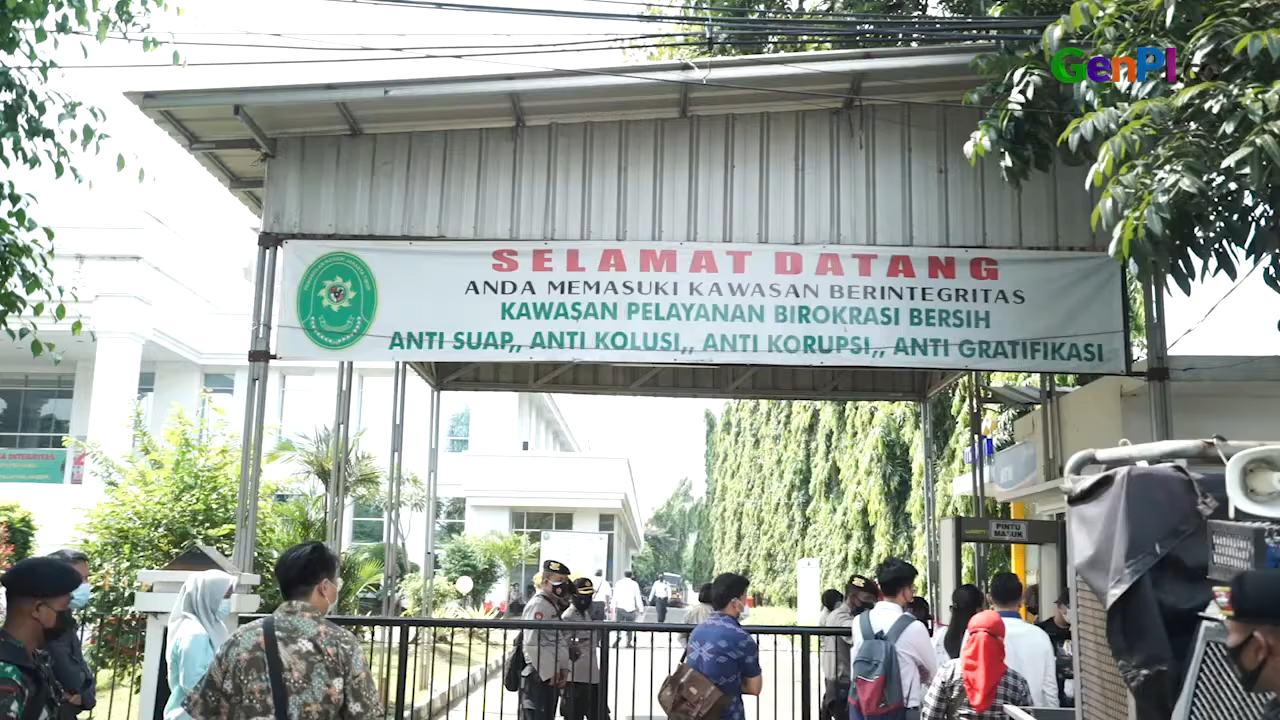 GenPI
SELAMAT DATANG
ANDA MEMASUKI KAWASAN BERINTEGRITAS
KAWASAN PELAYANAN BIROKRASI BERSIH
ANTI SUAP,, ANTI KOLUSI,, ANTI KORUPSI,, ANTI GRATIFIKASI
INTEGRITAS
PINTU
MASUK